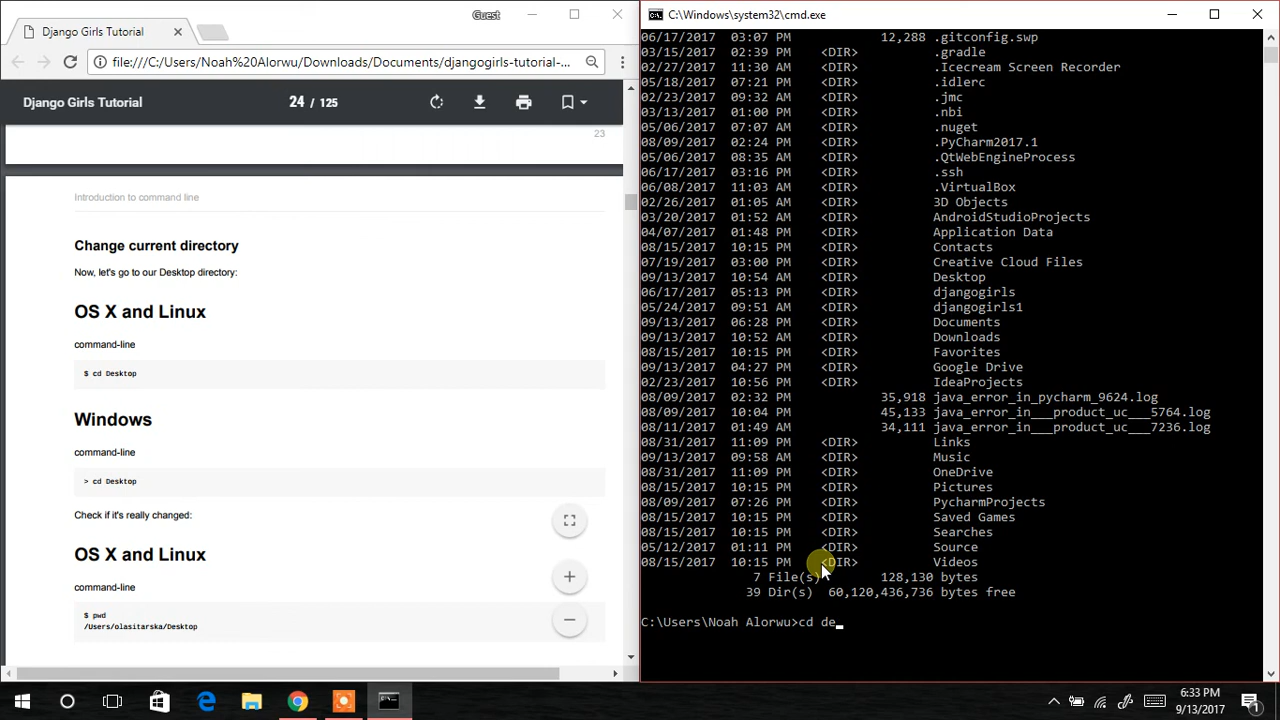 Guest
Django Girls Tutorial
file:///C:/Users/Noah%20Alorwu/Downloads/Documents/djangogirls-tutorial-...
Django Girls Tutorial
24 / 125
23
Introduction to command line
Change current directory
Now, let's go to our Desktop directory:
OS X and Linux
command-line
$ cd Desktop
Windows
command-line
> cd Desktop
Check if it's really changed:
OS X and Linux
command-line
$ pwd
/Users/olasitarska/Desktop
C:\Windows\system32\cmd.exe
06/17/2017 03:07 PM 12,288 .gitconfig.swp
03/15/2017 02:39 PM <DIR> .gradle
02/27/2017 11:30 AM <DIR> .Icecream Screen Recorder
05/18/2017 07:21 PM <DIR> .idlerc
02/23/2017 09:32 AM <DIR> .jmc
03/13/2017 01:00 PM <DIR> .nbi
05/06/2017 07:07 AM <DIR> .nuget
08/09/2017 02:24 PM <DIR> .PyCharm2017.1
05/06/2017 08:35 AM <DIR> .QtWebEngineProcess
06/17/2017 03:16 PM <DIR> .ssh
06/08/2017 11:03 AM <DIR> .VirtualBox
02/26/2017 01:05 AM <DIR> 3D Objects
03/20/2017 01:52 AM <DIR> AndroidStudioProjects
04/07/2017 01:48 PM <DIR> Application Data
08/15/2017 10:15 PM <DIR> Contacts
07/19/2017 03:00 PM <DIR> Creative Cloud Files
09/13/2017 10:54 AM <DIR> Desktop
06/17/2017 05:13 PM <DIR> djangogirls
05/24/2017 09:51 AM <DIR> djangogirls1
09/13/2017 06:28 PM <DIR> Documents
09/13/2017 10:52 AM <DIR> Downloads
08/15/2017 10:15 PM <DIR> Favorites
09/13/2017 04:27 PM <DIR> Google Drive
02/23/2017 10:56 PM <DIR> IdeaProjects
08/09/2017 02:32 PM 35,918 java_error_in_pycharm_9624.log
08/09/2017 10:04 PM 45,133 java_error_in___product_uc___5764.log
08/11/2017 01:49 AM 34,111 java_error_in___product_uc___7236.log
08/31/2017 11:09 PM <DIR> Links
09/13/2017 09:58 AM <DIR> Music
08/31/2017 11:09 PM <DIR> OneDrive
08/15/2017 10:15 PM <DIR> Pictures
08/09/2017 07:26 PM <DIR> PycharmProjects
08/15/2017 10:15 PM <DIR> Saved Games
08/15/2017 10:15 PM <DIR> Searches
05/12/2017 01:11 PM <DIR> Source
08/15/2017 10:15 PM <DIR> Videos
7 File(s) 128,130 bytes
39 Dir(s) 60,120,436,736 bytes free
C:\Users\Noah Alorwu>cd de_
6:33 PM
9/13/2017
1